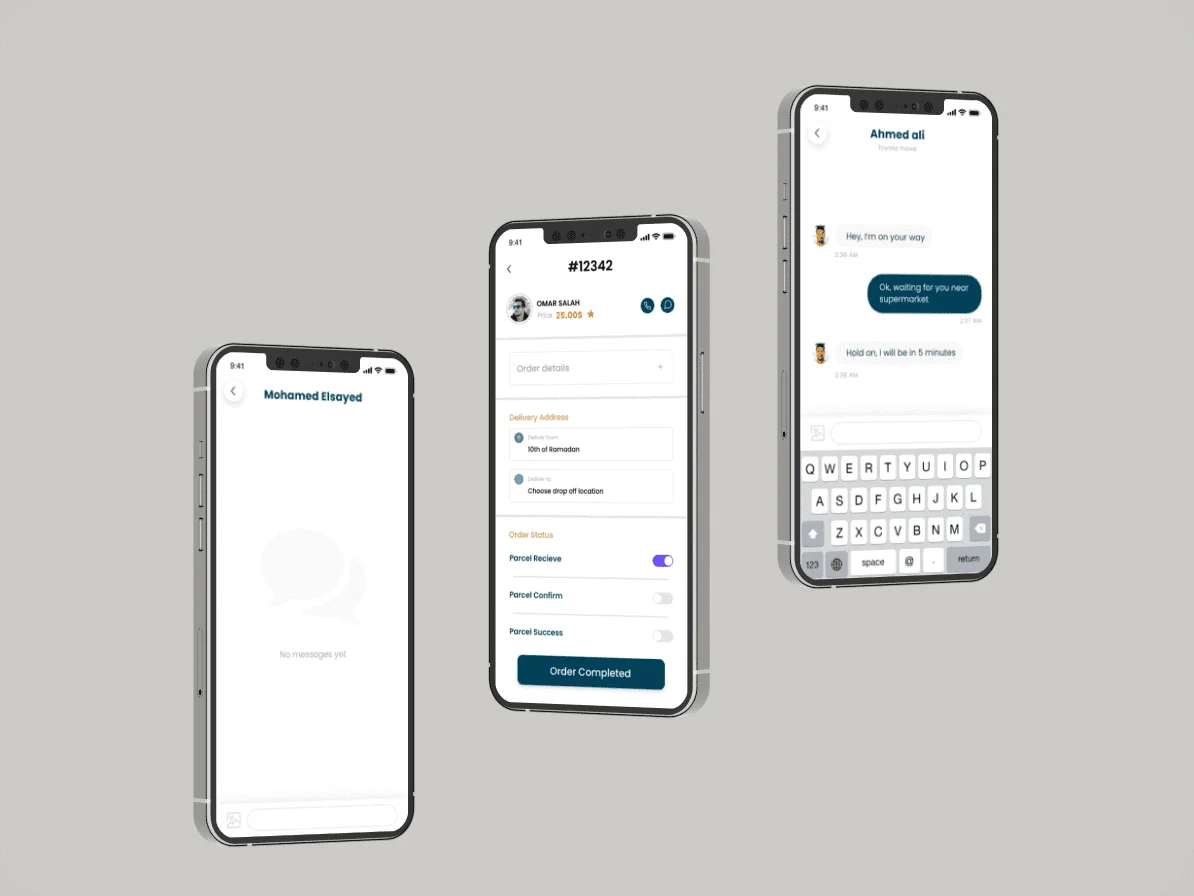 9:41
Mohamed Elsayed
No messages yet
9:41
#12342
OMAR SALAH
Price 25.00$
Order details
Delivery Address
Deliver from
10th of Ramadan
Deliver to
Choose drop off location
Order Status
Parcel Recieve
Parcel Confirm
Parcel Success
Order Completed
9:41
Ahmed ali
Hey, I'm on your way
2:36 AM
Ok, waiting for you near
supermarket
2:37 AM
Hold on, I will be in 5 minutes
2:38 AM
Q W E R T Y U I O P
A S D F G H J K L
Z X C V B N M
123 space @ . return